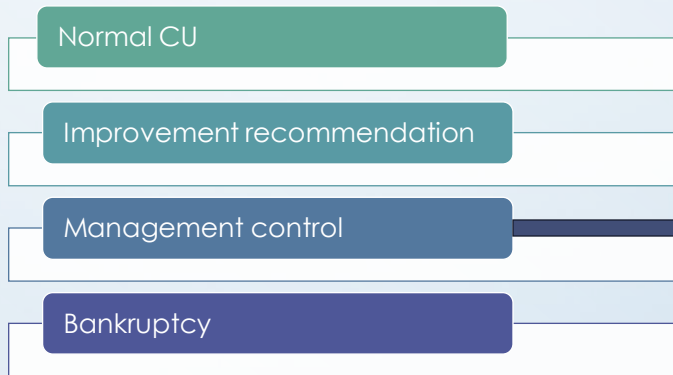 Normal CU
Improvement recommendation
Management control
Bankruptcy